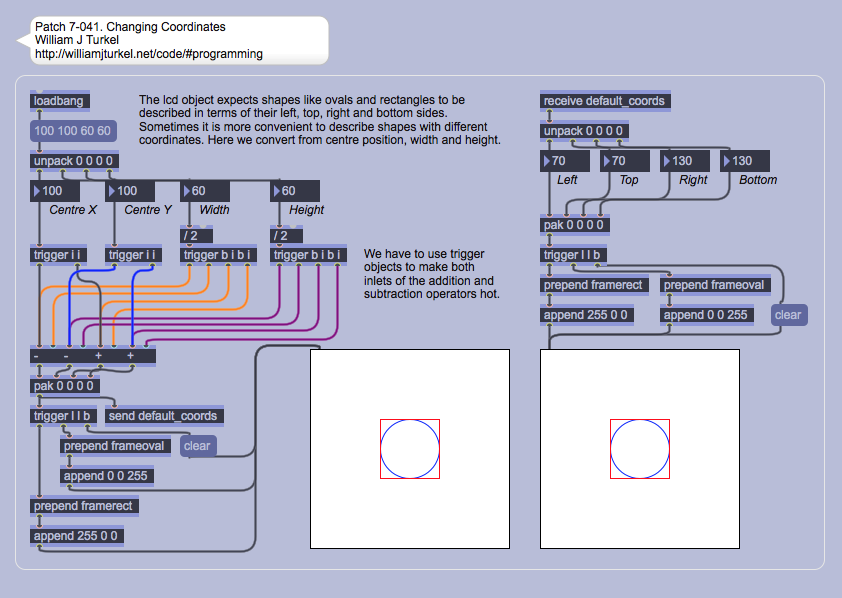 Patch 7-041. Changing Coordinates
William J Turkel
http://williamjturkel.net/code/#programming
loadbang
100 100 60 60
unpack 0 0 0 0
The lcd object expects shapes like ovals and rectangles to be
described in terms of their left, top, right and bottom sides.
Sometimes it is more convenient to describe shapes with different
coordinates. Here we convert from centre position, width and height.
100
100
60
60
Centre X
Centre Y
Width
Height
/ 2
/ 2
trigger i i
trigger i i
trigger b i b i
trigger b i b i
We have to use trigger
objects to make both
inlets of the addition and
subtraction operators hot.
-
-
+
+
pak 0 0 0 0
trigger l l b
send default_coords
prepend frameoval
clear
append 0 0 255
prepend framerect
append 255 0 0
receive default_coords
unpack 0 0 0 0
70
70
130
130
Left
Top
Right
Bottom
pak 0 0 0 0
trigger l l b
prepend framerect
prepend frameoval
append 255 0 0
append 0 0 255
clear